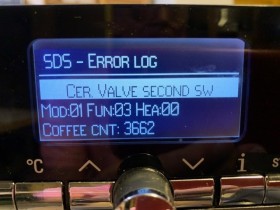 SDS - Error log
Cer. Valve second sw
Mod:01 Fun:03 Hea:00
Coffee cnt: 3662
°C
i